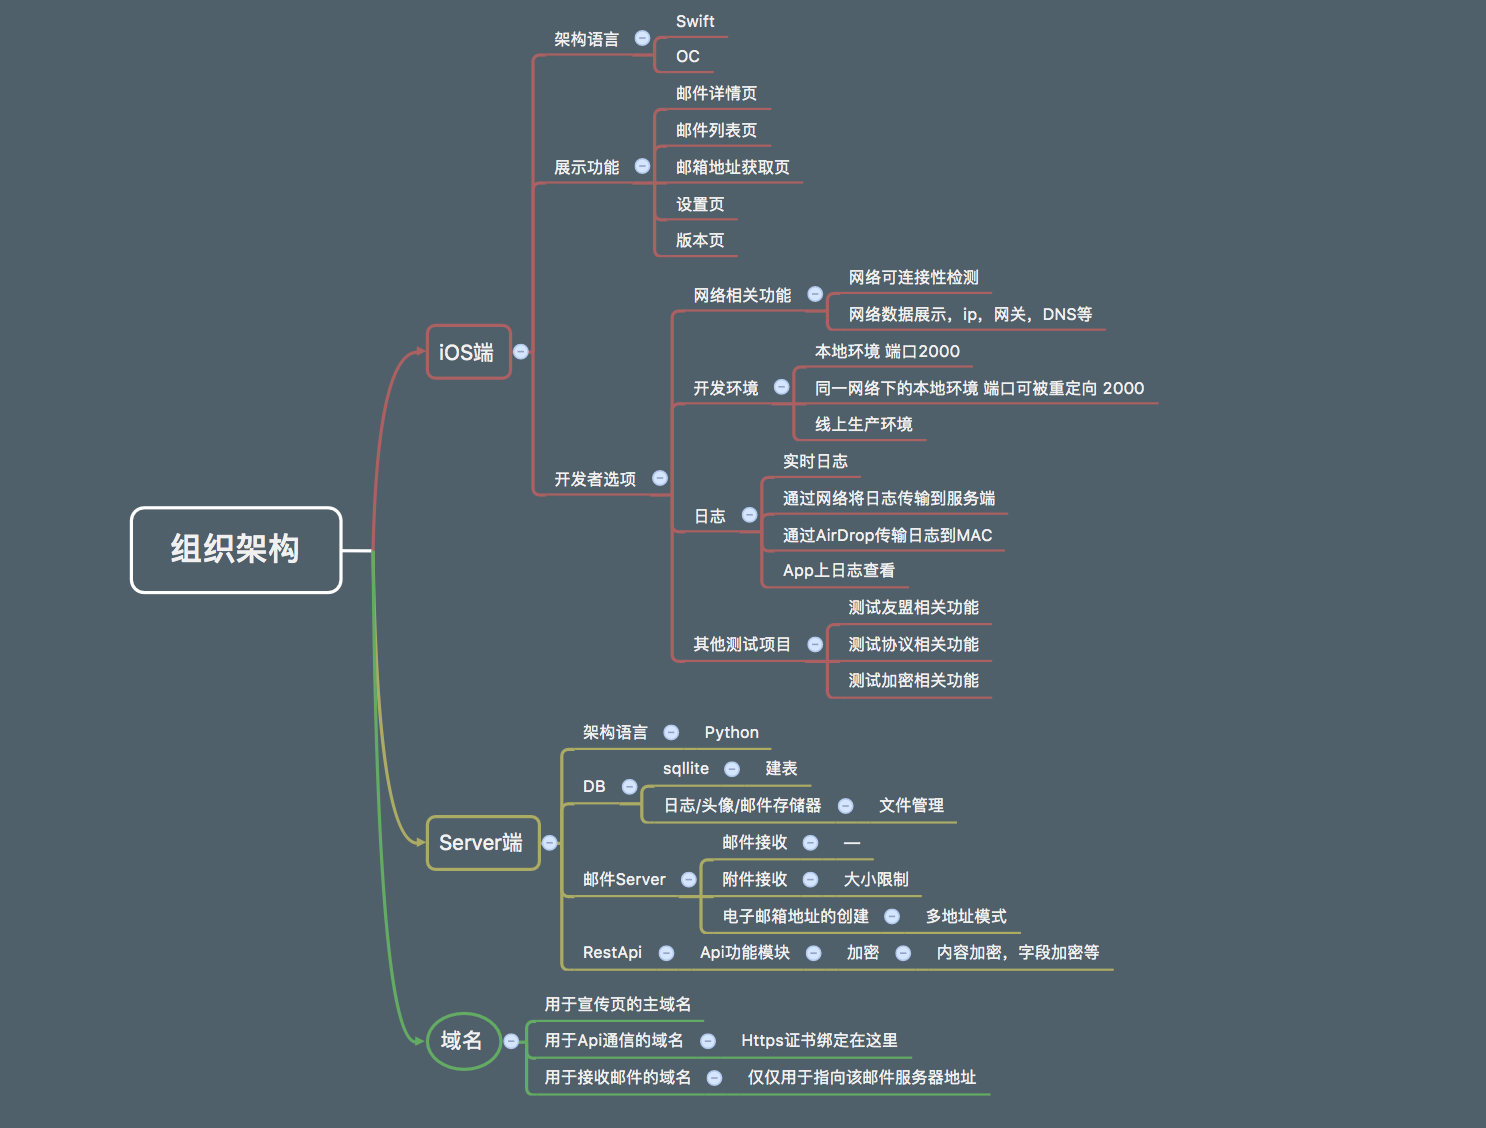 组织架构
iOS端
架构语言
Swift
OC
展示功能
邮件详情页
邮件列表页
邮箱地址获取页
设置页
版本页
开发者选项
网络相关功能
网络可连接性检测
网络数据展示，ip，网关，DNS等
开发环境
本地环境 端口2000
同一网络下的本地环境 端口可被重定向 2000
线上生产环境
日志
实时日志
通过网络将日志传输到服务端
通过AirDrop传输日志到MAC
App上日志查看
其他测试项目
测试友盟相关功能
测试协议相关功能
测试加密相关功能
Server端
架构语言
Python
DB
sqllite
建表
日志/头像/邮件存储器
文件管理
邮件Server
邮件接收
—
附件接收
大小限制
电子邮箱地址的创建
多地址模式
RestApi
Api功能模块
加密
内容加密，字段加密等
域名
用于宣传页的主域名
用于Api通信的域名
Https证书绑定在这里
用于接收邮件的域名
仅仅用于指向该邮件服务器地址